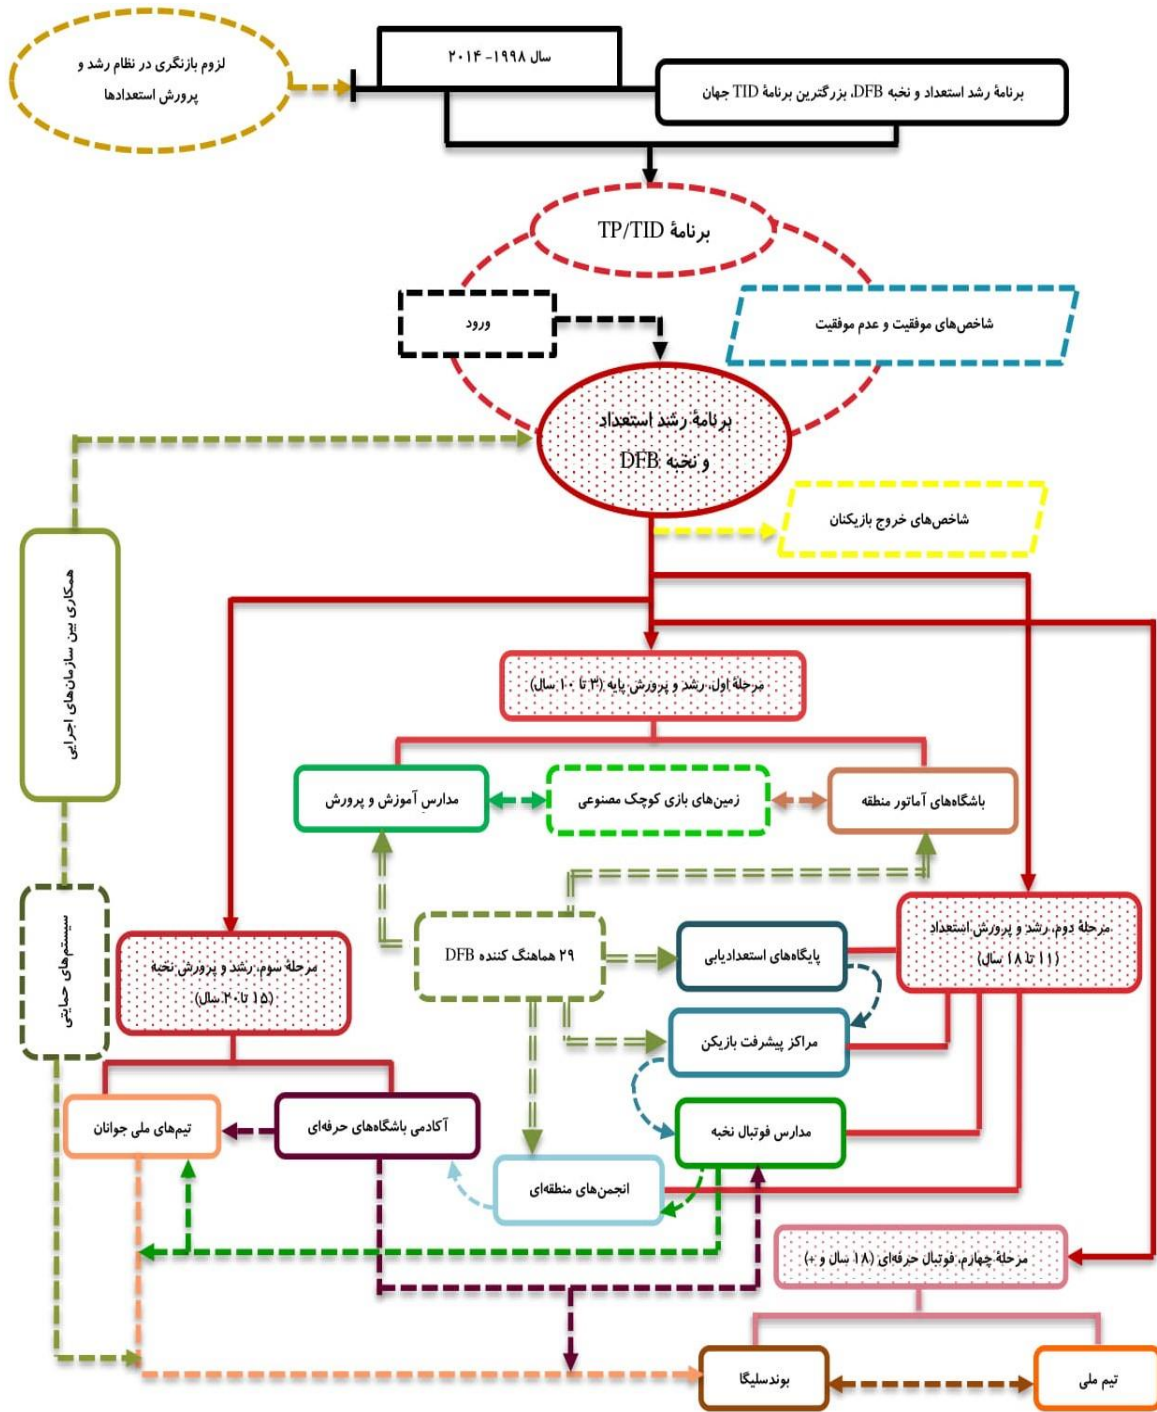 لزوم بازنگری در نظام رشد و
پرورش استعدادها
سال ۱۹۹۸- ۲۰۱۴
برنامهٔ رشد استعداد و نخبه DFB، بزرگترین برنامهٔ TID جهان
برنامهٔ TP/TID
ورود
شاخص‌های موفقیت و عدم موفقیت
برنامهٔ رشد استعداد
و نخبه DFB
شاخص‌های خروج بازیکنان
همکاری بین سازمان‌های اجرایی
مرحلهٔ اول، رشد و پرورش پایه (۳ تا ۱۰ سال)
مدارس آموزش و پرورش
زمین‌های بازی کوچک مصنوعی
باشگاه‌های آماتور منطقه
سیستم‌های حمایتی
مرحلهٔ سوم، رشد و پرورش نخبه
(۱۵ تا ۲۰ سال)
۲۹ هماهنگ کننده DFB
پایگاه‌های استعدادیابی
مرحلهٔ دوم، رشد و پرورش استعداد
(۱۱ تا ۱۸ سال)
مراکز پیشرفت بازیکن
تیم‌های ملی جوانان
آکادمی باشگاه‌های حرفه‌ای
مدارس فوتبال نخبه
انجمن‌های منطقه‌ای
مرحلهٔ چهارم، فوتبال حرفه‌ای (۱۸ سال و +)
بوندسلیگا
تیم ملی